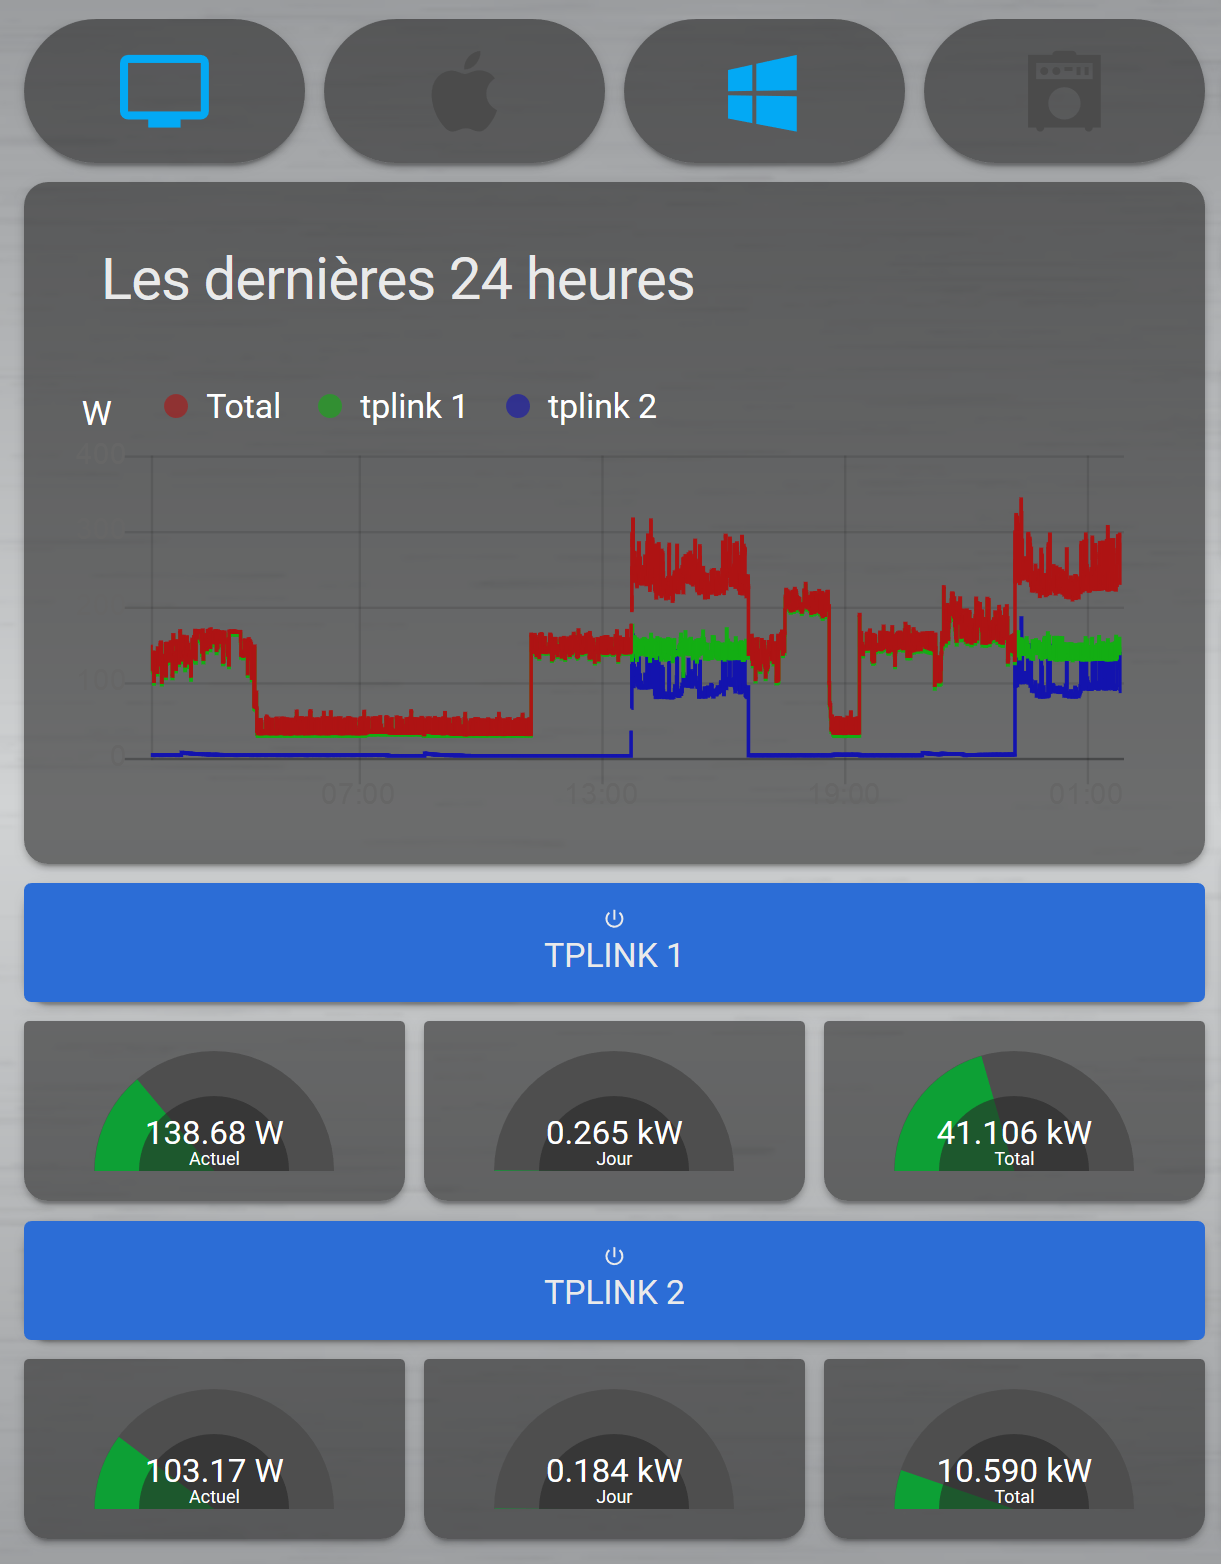 Les dernières 24 heures
W Total tplink 1 tplink 2
400
100
0
07:00 13:00 19:00 01:00
TPLINK 1
138.68 W 0.265 kW 41.106 kW
Actuel Jour Total
TPLINK 2
103.17 W 0.184 kW 10.590 kW
Actuel Jour Total